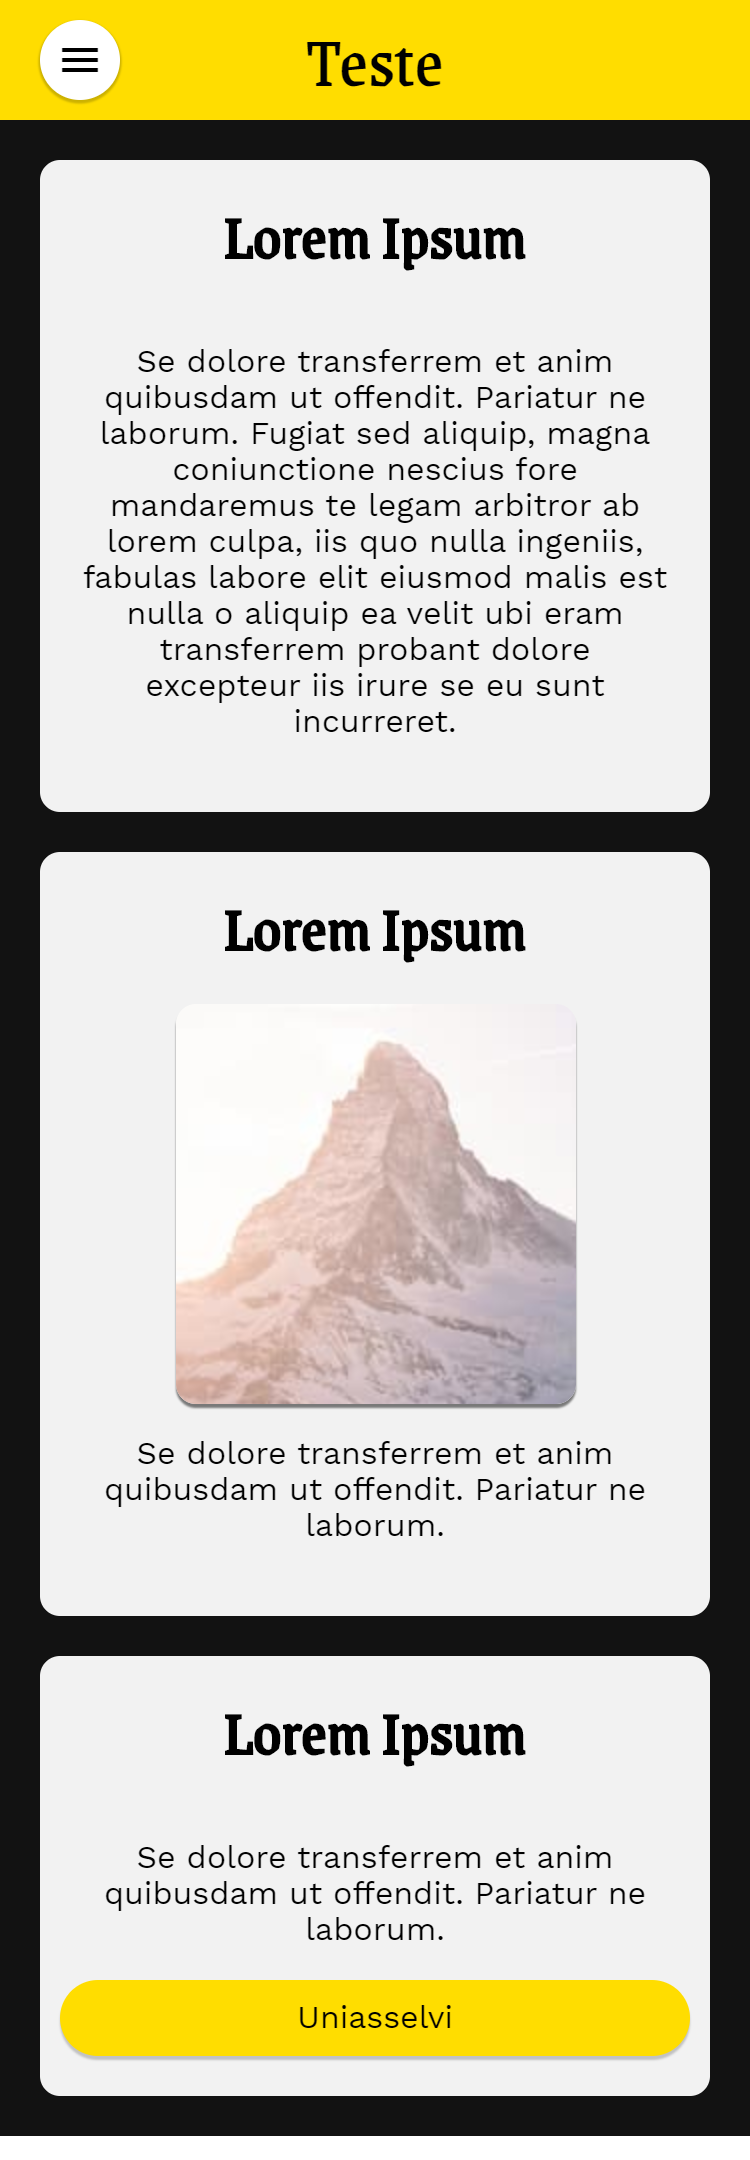 Teste
Lorem Ipsum
Se dolore transferrem et anim
quibusdam ut offendit. Pariatur ne
laborum. Fugiat sed aliquip, magna
coniunctione nescius fore
mandaremus te legam arbitror ab
lorem culpa, iis quo nulla ingeniis,
fabulas labore elit eiusmod malis est
nulla o aliquip ea velit ubi eram
transferrem probant dolore
excepteur iis irure se eu sunt
incurreret.
Lorem Ipsum
Se dolore transferrem et anim
quibusdam ut offendit. Pariatur ne
laborum.
Lorem Ipsum
Se dolore transferrem et anim
quibusdam ut offendit. Pariatur ne
laborum.
Uniasselvi